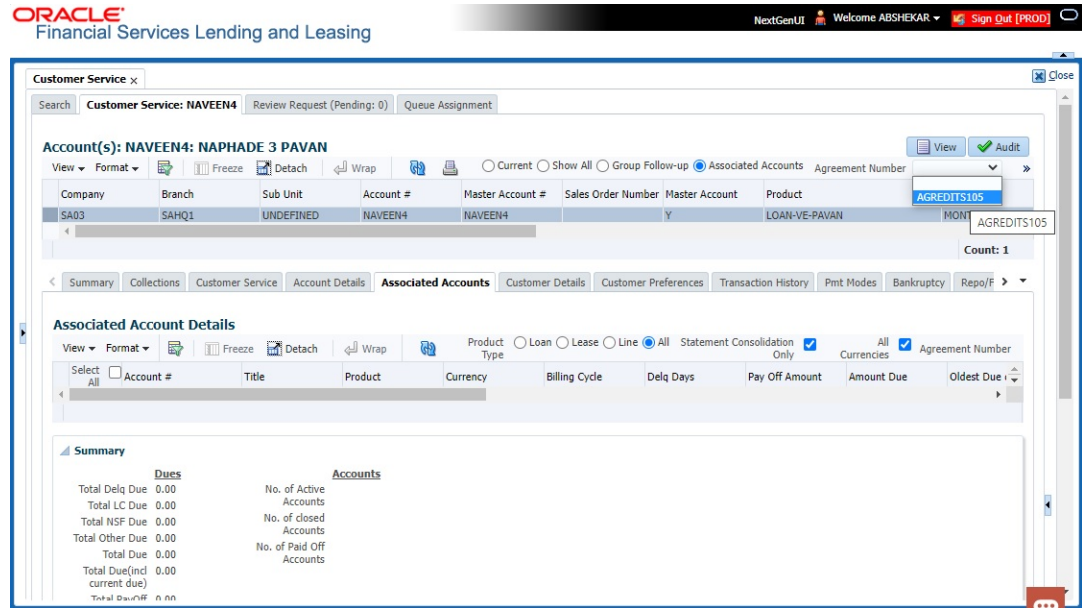 ORACLE®
Financial Services Lending and Leasing
NextGenUI Welcome ABSHEKAR Sign Out [PROD]
Customer Service x
Close
Search Customer Service: NAVEEN4 Review Request (Pending: 0) Queue Assignment
Account(s): NAVEEN4: NAPHADE 3 PAVAN
View Audit
View Format Freeze Detach Wrap Current Show All Group Follow-up Associated Accounts Agreement Number »
Company Branch Sub Unit Account # Master Account # Sales Order Number Master Account Product
AGREDITS105
SA03 SAHQ1 UNDEFINED NAVEEN4 NAVEEN4 Y LOAN-VE-PAVAN MONT
AGREDITS105
Count: 1
Summary Collections Customer Service Account Details Associated Accounts Customer Details Customer Preferences Transaction History Pmt Modes Bankruptcy Repo/F
Associated Account Details
View Format Freeze Detach Wrap Product Type Loan Lease Line All Statement Consolidation Only All Currencies Agreement Number
Select All Account # Title Product Currency Billing Cycle Delq Days Pay Off Amount Amount Due Oldest Due
Summary
Dues Accounts
Total Delq Due 0.00 No. of Active Accounts
Total LC Due 0.00
Total NSF Due 0.00 No. of closed Accounts
Total Other Due 0.00
Total Due 0.00 No. of Paid Off Accounts
Total Due(incl current due) 0.00
Total PayOff 0.00